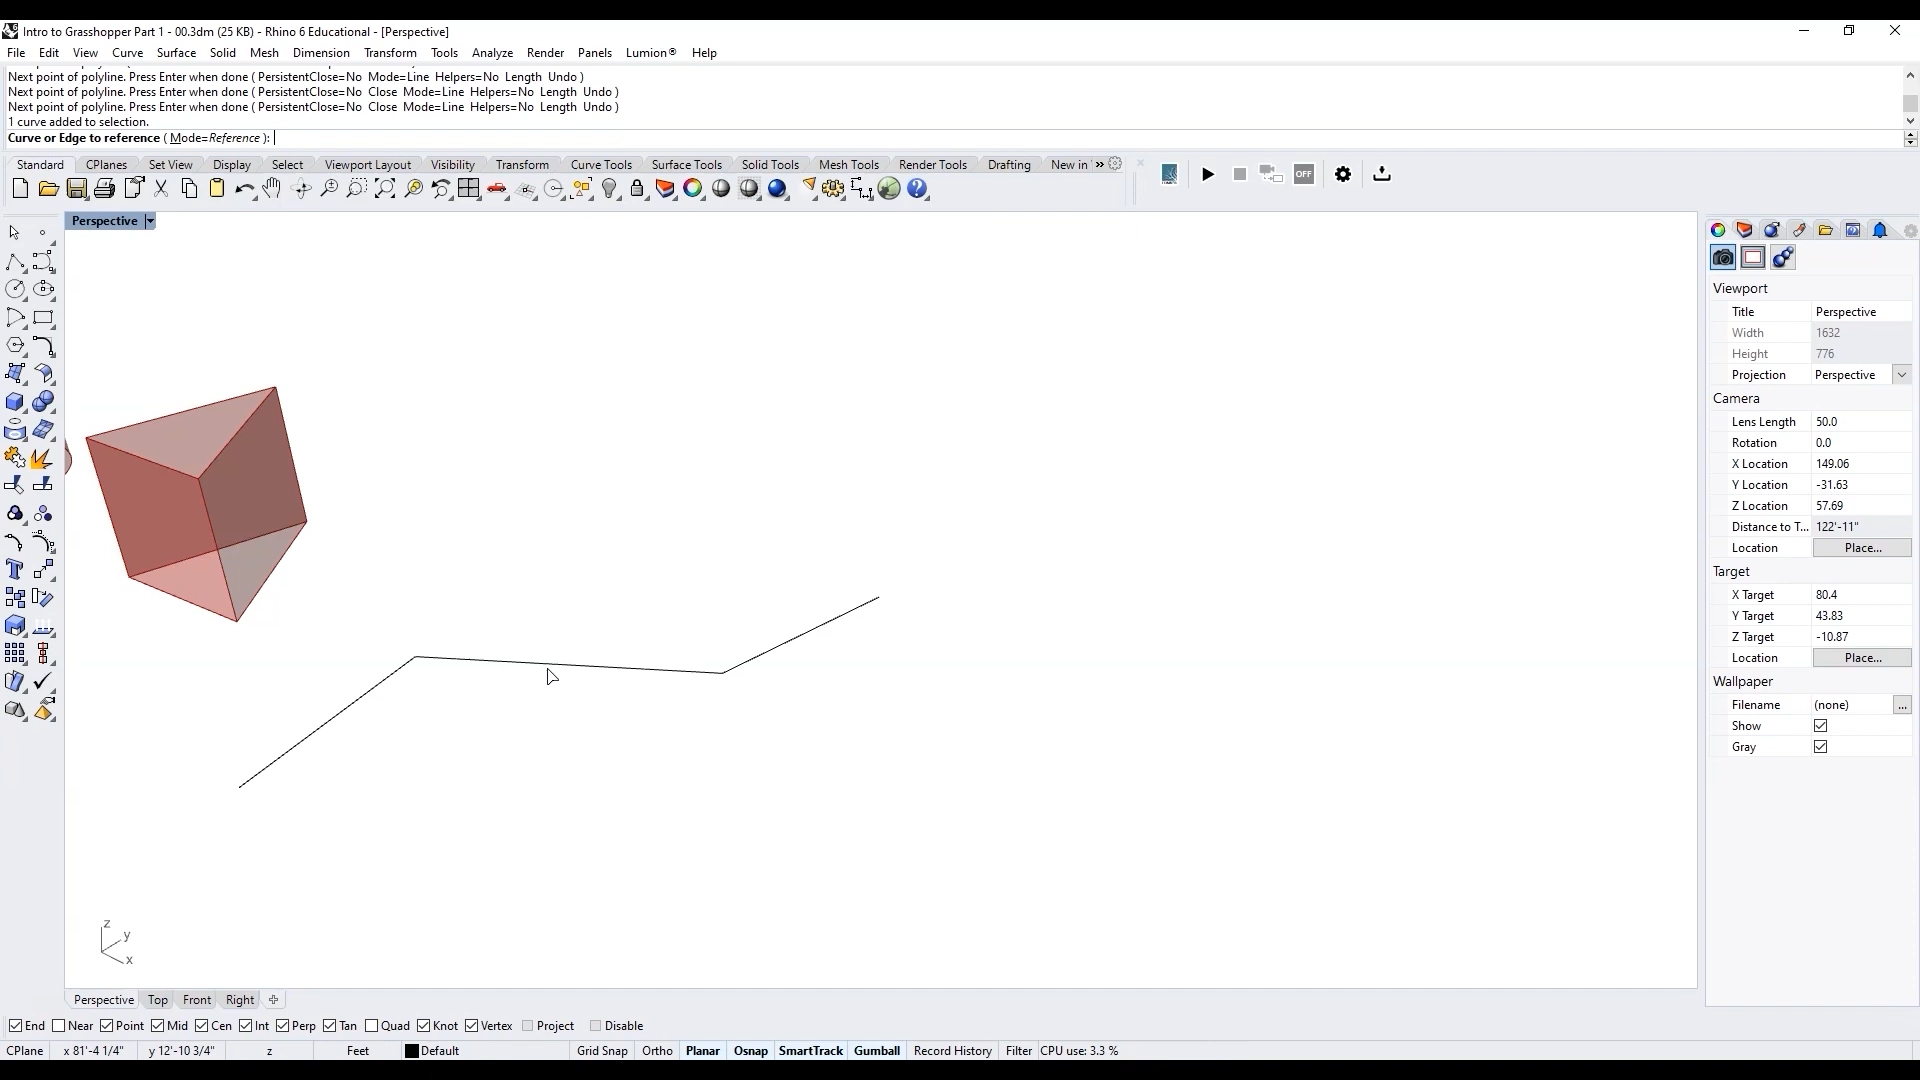 Intro to Grasshopper Part 1 - 00.3dm (25 KB) - Rhino 6 Educational - [Perspective]
File Edit View Curve Surface Solid Mesh Dimension Transform Tools Analyze Render Panels Lumion® Help
Next point of polyline. Press Enter when done ( PersistentClose=No Mode=Line Helpers=No Length Undo )
Next point of polyline. Press Enter when done ( PersistentClose=No Close Mode=Line Helpers=No Length Undo )
Next point of polyline. Press Enter when done ( PersistentClose=No Close Mode=Line Helpers=No Length Undo )
1 curve added to selection.
Curve or Edge to reference ( Mode=Reference ):
Standard CPlanes Set View Display Select Viewport Layout Visibility Transform Curve Tools Surface Tools Solid Tools Mesh Tools Render Tools Drafting New in »
OFF
Perspective
Viewport
Title Perspective
Width 1632
Height 776
Projection Perspective
Camera
Lens Length 50.0
Rotation 0.0
X Location 149.06
Y Location -31.63
Z Location 57.69
Distance to T... 122'-11"
Location Place...
Target
X Target 80.4
Y Target 43.83
Z Target -10.87
Location Place...
Wallpaper
Filename (none) ...
Show
Gray
z
y
x
Perspective Top Front Right
End Near Point Mid Cen Int Perp Tan Quad Knot Vertex Project Disable
CPlane x 81'-4 1/4" y 12'-10 3/4" z Feet Default Grid Snap Ortho Planar Osnap SmartTrack Gumball Record History Filter CPU use: 3.3 %